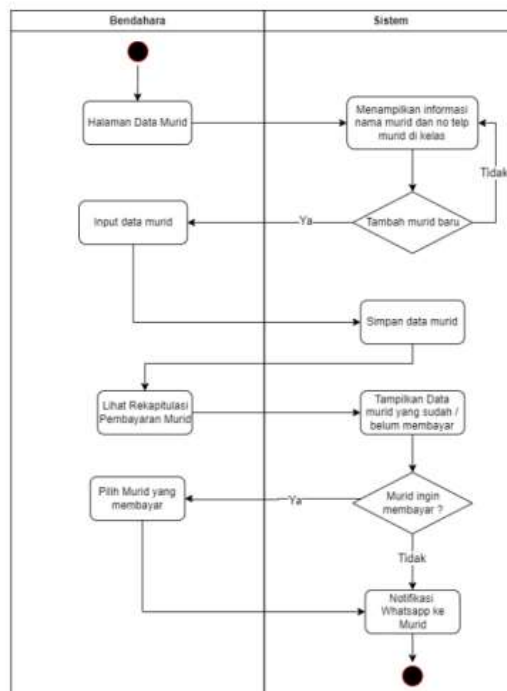 Bendahara
Sistem
Halaman Data Murid
Menampilkan informasi
nama murid dan no telp
murid di kelas
Tidak
Input data murid
Ya
Tambah murid baru
Simpan data murid
Lihat Rekapitulasi
Pembayaran Murid
Tampilkan Data
murid yang sudah /
belum membayar
Pilih Murid yang
membayar
Ya
Murid ingin
membayar ?
Tidak
Notifikasi
Whatsapp ke
Murid